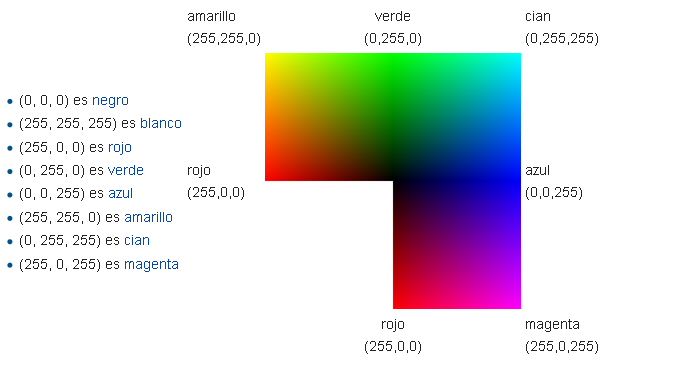 amarillo verde cian
(255,255,0) (0,255,0) (0,255,255)
(0, 0, 0) es negro
(255, 255, 255) es blanco
(255, 0, 0) es rojo
(0, 255, 0) es verde
(0, 0, 255) es azul
(255, 255, 0) es amarillo
(0, 255, 255) es cian
(255, 0, 255) es magenta
rojo azul
(255,0,0) (0,0,255)
rojo magenta
(255,0,0) (255,0,255)